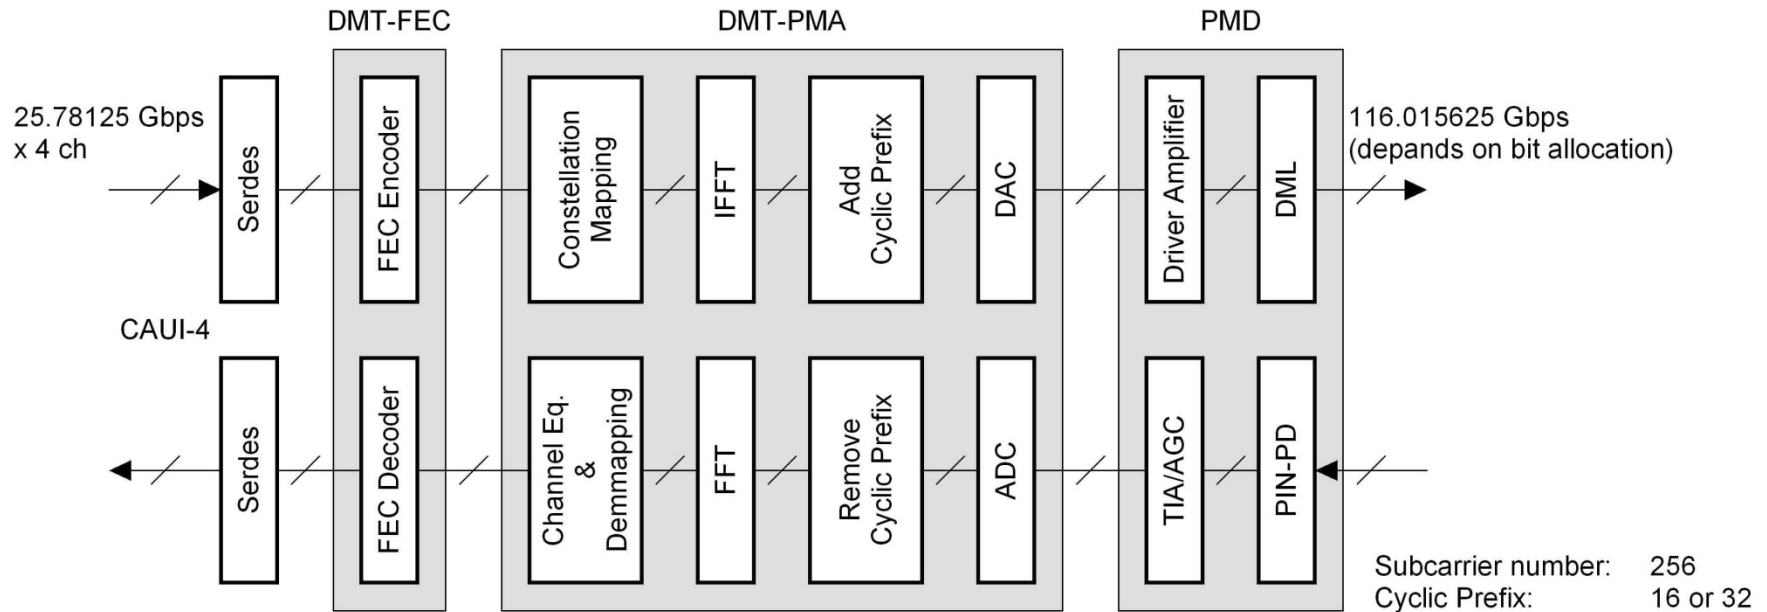 DMT-FEC
DMT-PMA
PMD
25.78125 Gbps
x 4 ch
Serdes
FEC Encoder
Constellation
Mapping
IFFT
Add
Cyclic Prefix
DAC
Driver Amplifier
DML
116.015625 Gbps
(depands on bit allocation)
CAUI-4
Serdes
FEC Decoder
Channel Eq.
&
Demmapping
FFT
Remove
Cyclic Prefix
ADC
TIA/AGC
PIN-PD
Subcarrier number: 256
Cyclic Prefix: 16 or 32